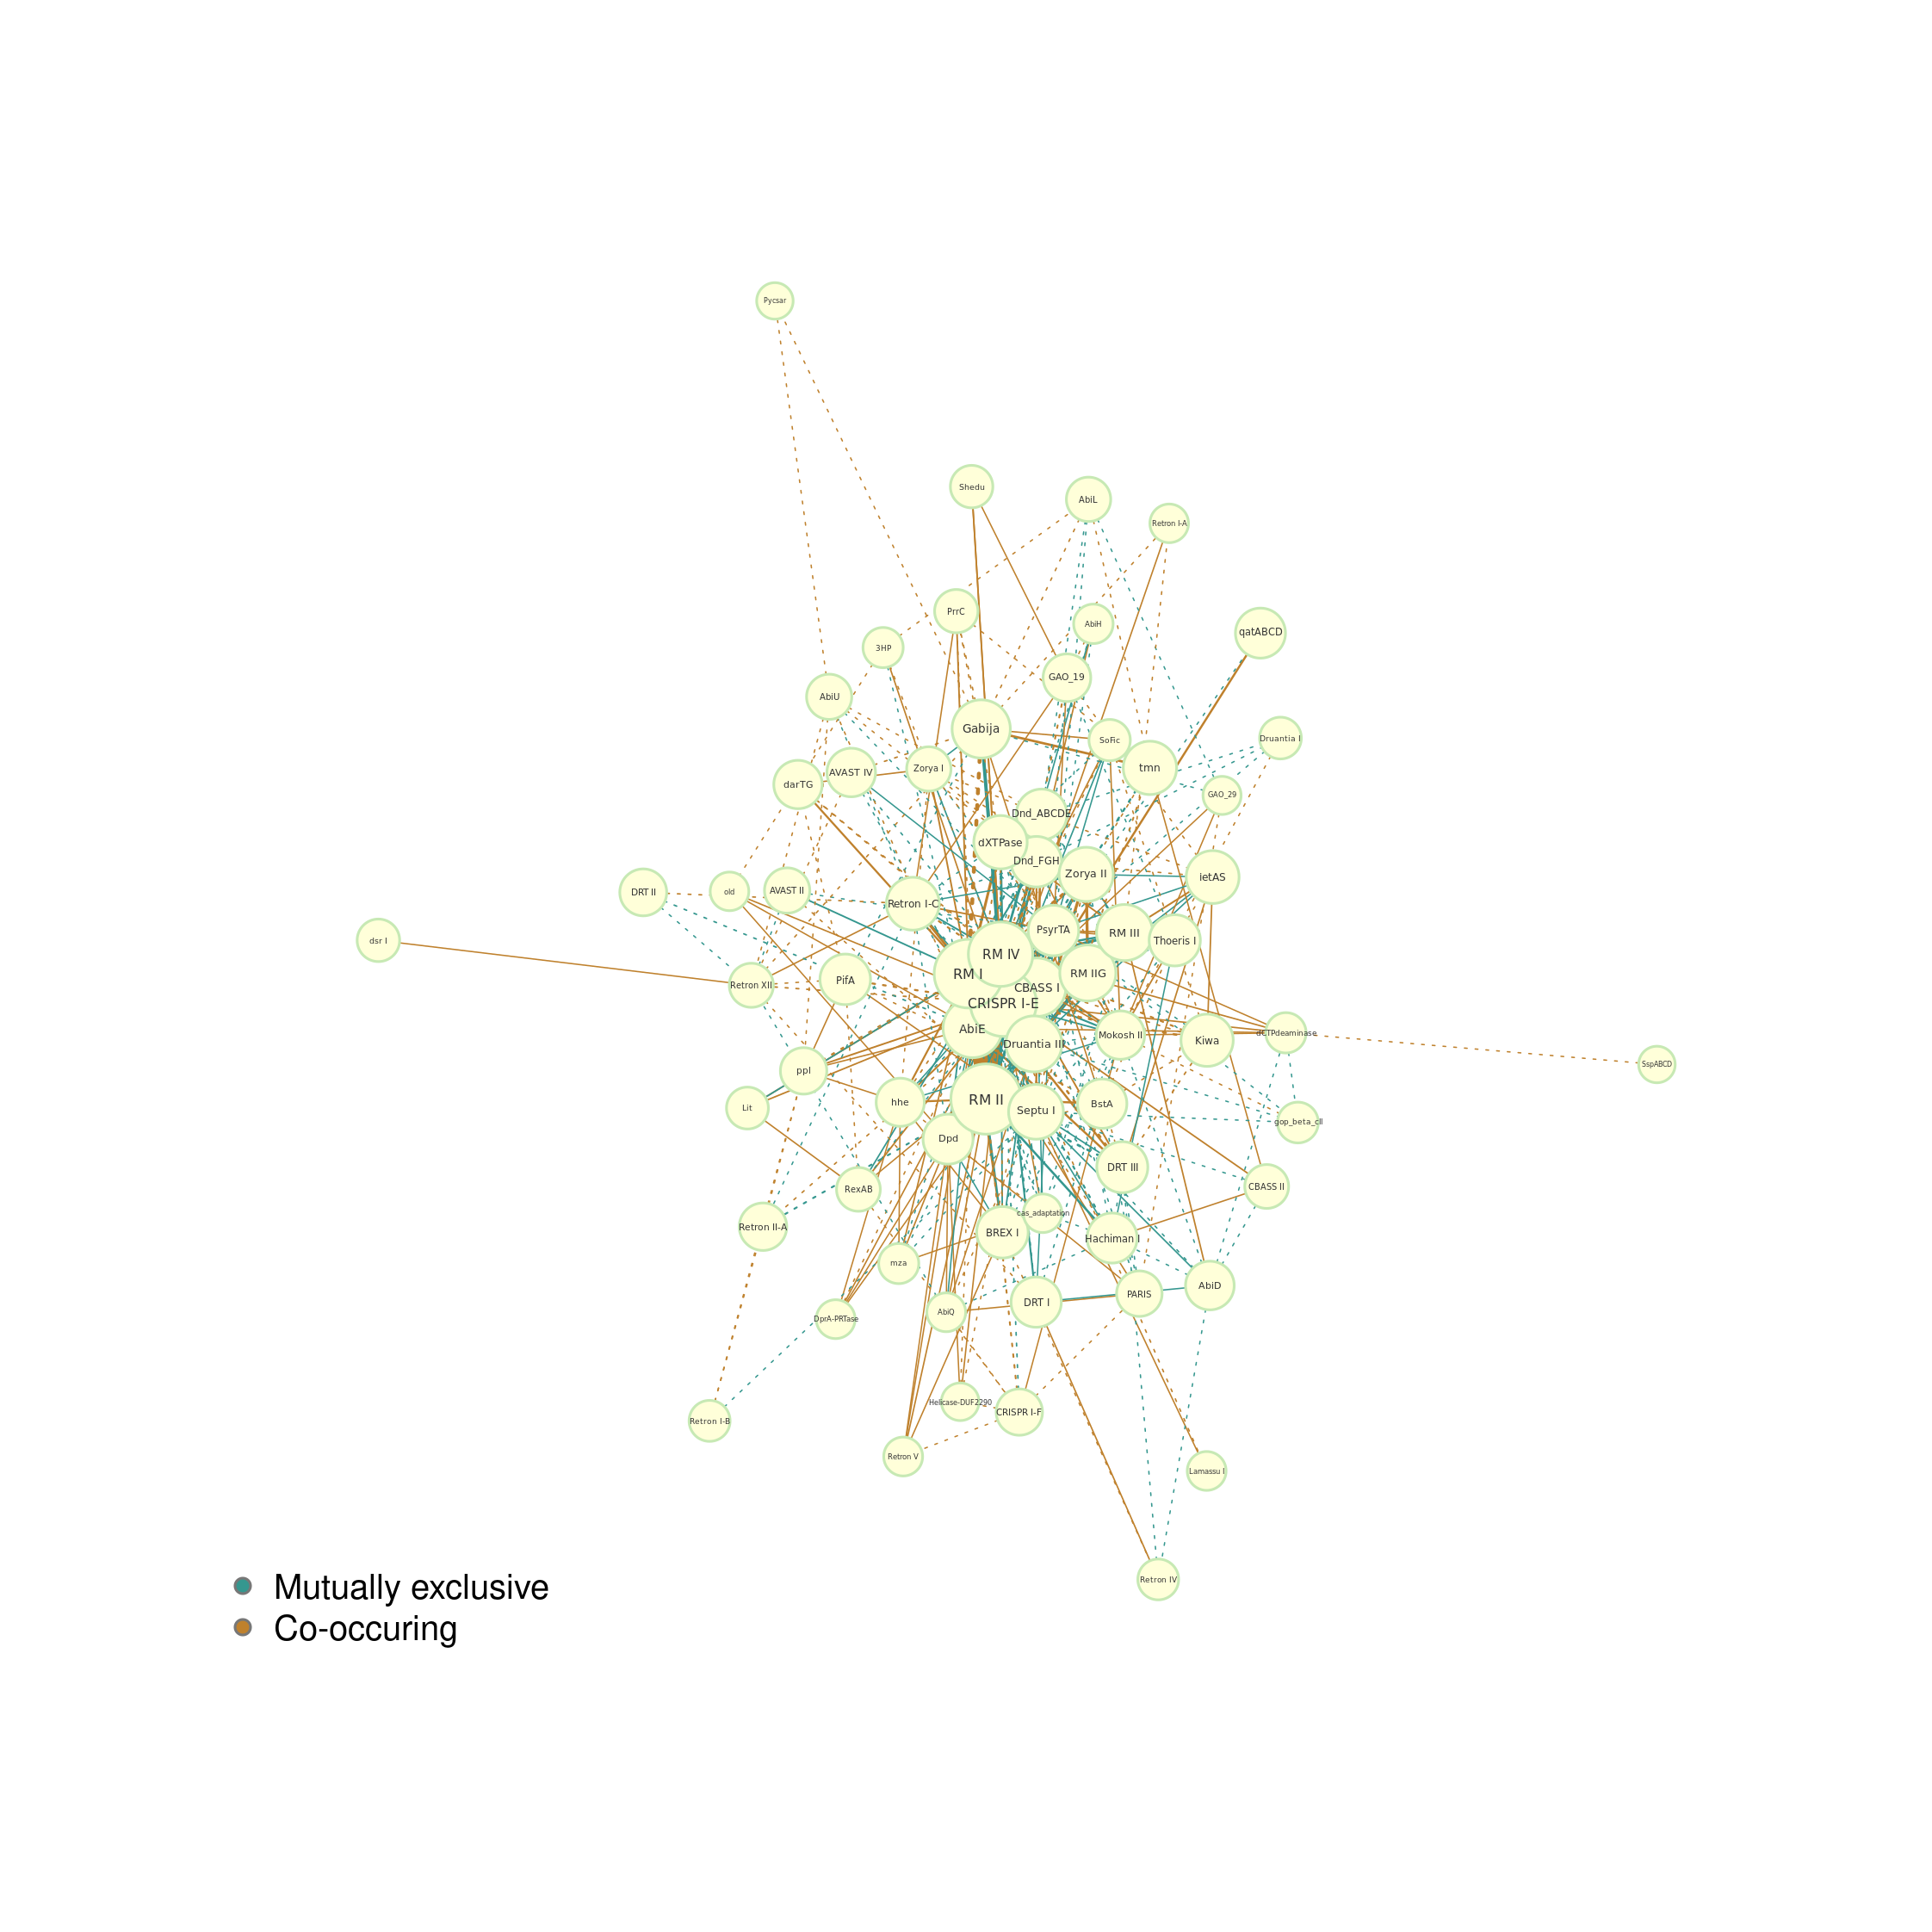 Pycsar
Shedu
AbiL
Retron I-A
PrrC
AbiH
qatABCD
3HP
GAO_19
AbiU
Gabija
SoFic
Druantia I
AVAST IV
Zorya I
tmn
darTG
GAO_29
Dnd_ABCDE
dXTPase
Dnd_FGH
Zorya II
ietAS
DRT II
old
AVAST II
Retron I-C
PsyrTA
RM III
dsr I
Thoeris I
RM IV
RM I
RM IIG
Retron XII
PifA
CBASS I
CRISPR I-E
AbiE
Mokosh II
dCTPdeaminase
Druantia III
Kiwa
SspABCD
ppl
Lit
hhe
RM II
Septu I
BstA
gop_beta_cII
Dpd
DRT III
RexAB
CBASS II
cas_adaptation
Retron II-A
BREX I
Hachiman I
mza
AbiD
PARIS
DRT I
AbiQ
DprA-PRTase
Helicase-DUF2290
CRISPR I-F
Retron I-B
Retron V
Lamassu I
Retron IV
Mutually exclusive
Co-occuring